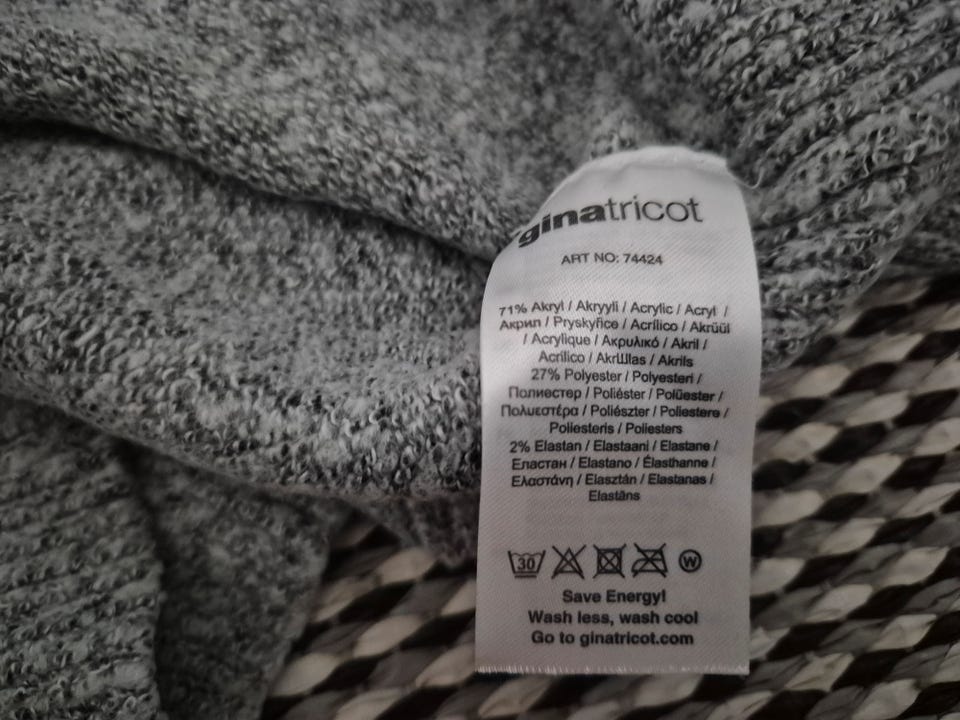 ginatricot
ART NO: 74424
71% Akryl / Akryyli / Acrylic / Acryl /
Акрил / Pryskyřice / Acrílico / Akrüül
/ Acrylique / Ακρυλικό / Akril /
Acrílico / AkrШlas / Akrils
27% Polyester / Polyesteri /
Полиестер / Poliéster / Polüester /
Πολυεστέρα / Poliészter / Poliestere /
Poliesteris / Poliesters
2% Elastan / Elastaani / Elastane /
Еластан / Elastano / Élasthanne /
Ελαστάνη / Elasztán / Elastanas /
Elastāns
30 W
Save Energy!
Wash less, wash cool
Go to ginatricot.com